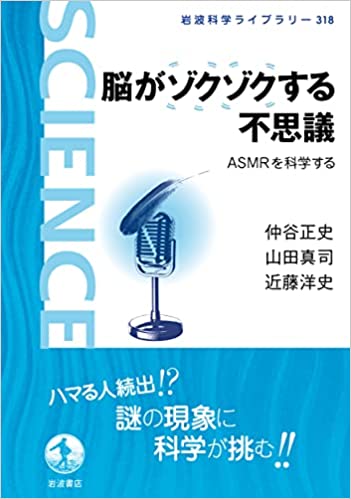 SCIENCE
岩波科学ライブラリー 318
脳がゾクゾクする
不思議
ASMRを科学する
仲谷正史
山田真司
近藤洋史
ハマる人続出!?
謎の現象に
科学が挑む!!
岩波書店